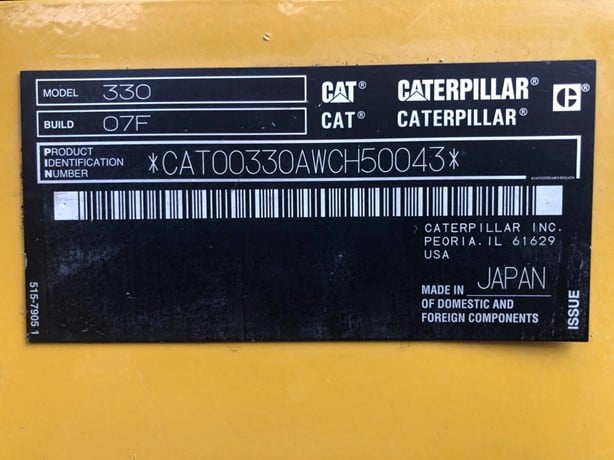 MODEL 330 CAT® CATERPILLAR® C®
BUILD 07F CAT® CATERPILLAR®
PRODUCT
IDENTIFICATION
NUMBER *CAT00330AWCH50043*
CATERPILLAR INC.
PEORIA. IL 61629
USA
MADE IN JAPAN
OF DOMESTIC AND
FOREIGN COMPONENTS
ISSUE
515-7905 1